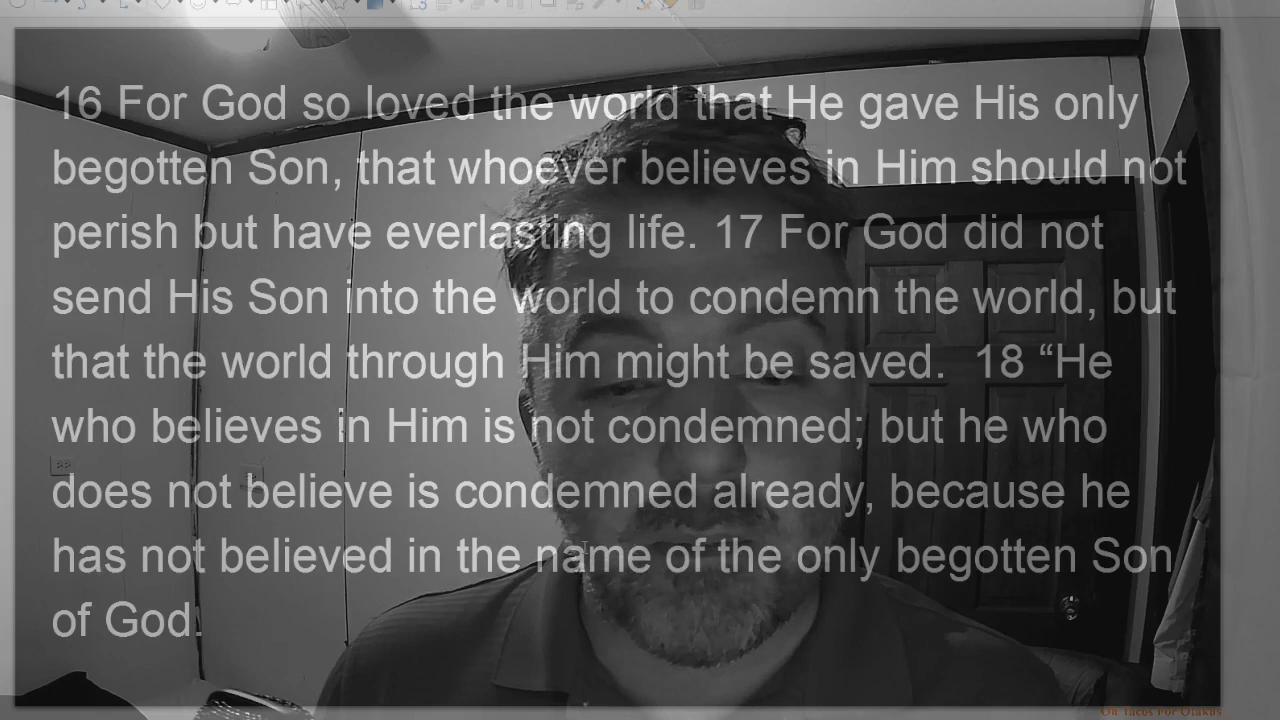 16 For God so loved the world that He gave His only
begotten Son, that whoever believes in Him should not
perish but have everlasting life. 17 For God did not
send His Son into the world to condemn the world, but
that the world through Him might be saved.  18 “He
who believes in Him is not condemned; but he who
does not believe is condemned already, because he
has not believed in the name of the only begotten Son
of God.